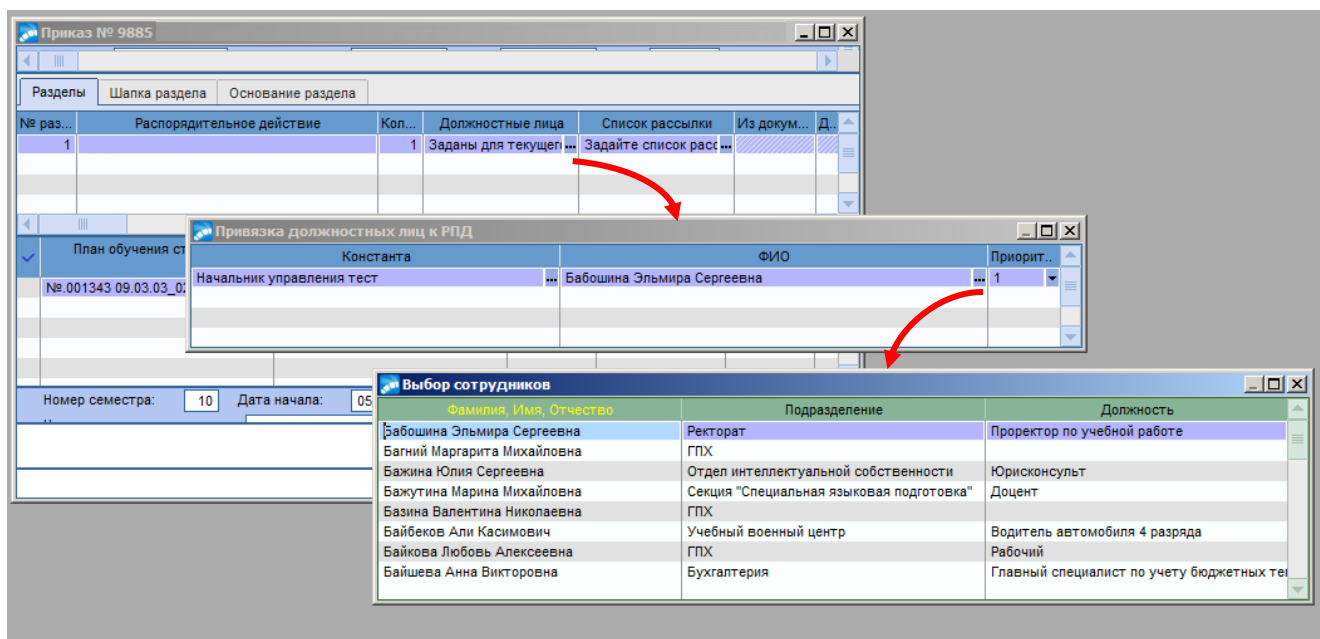 Приказ № 9885
Разделы Шапка раздела Основание раздела
№ раз... Распорядительное действие Кол... Должностные лица Список рассылки Из докум... Д..
1 1 Заданы для текущег ... Задайте список расс ...
План обучения ст
№.001343 09.03.03_02
Привязка должностных лиц к РПД
Константа ФИО Приорит..
Начальник управления тест ... Бабошина Эльмира Сергеевна ... 1
Номер семестра: 10 Дата начала: 05
Выбор сотрудников
Фамилия, Имя, Отчество Подразделение Должность
Бабошина Эльмира Сергеевна Ректорат Проректор по учебной работе
Багний Маргарита Михайловна ГПХ
Бажина Юлия Сергеевна Отдел интеллектуальной собственности Юрисконсульт
Бажутина Марина Михайловна Секция "Специальная языковая подготовка" Доцент
Базина Валентина Николаевна ГПХ
Байбеков Али Касимович Учебный военный центр Водитель автомобиля 4 разряда
Байкова Любовь Алексеевна ГПХ Рабочий
Байшева Анна Викторовна Бухгалтерия Главный специалист по учету бюджетных